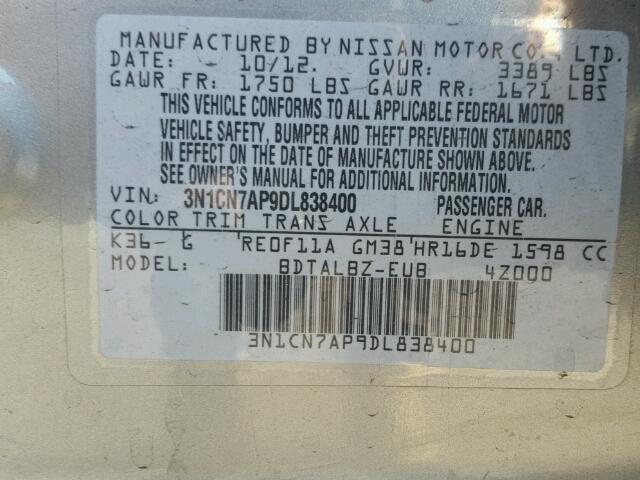 MANUFACTURED BY NISSAN MOTOR CO., LTD.
DATE: 10/12. GVWR: 3389 LBS
GAWR FR: 1750 LBS GAWR RR: 1671 LBS
THIS VEHICLE CONFORMS TO ALL APPLICABLE FEDERAL MOTOR
VEHICLE SAFETY, BUMPER AND THEFT PREVENTION STANDARDS
IN EFFECT ON THE DATE OF MANUFACTURE SHOWN ABOVE.
SEE OWNER'S MANUAL FOR ADDITIONAL INFORMATION.
VIN: 3N1CN7AP9DL838400 PASSENGER CAR.
COLOR TRIM TRANS AXLE ENGINE
K36- G RE0F11A GM38 HR16DE 1598 CC
BDTALBZ-EUB 4Z000
3N1CN7AP9DL838400